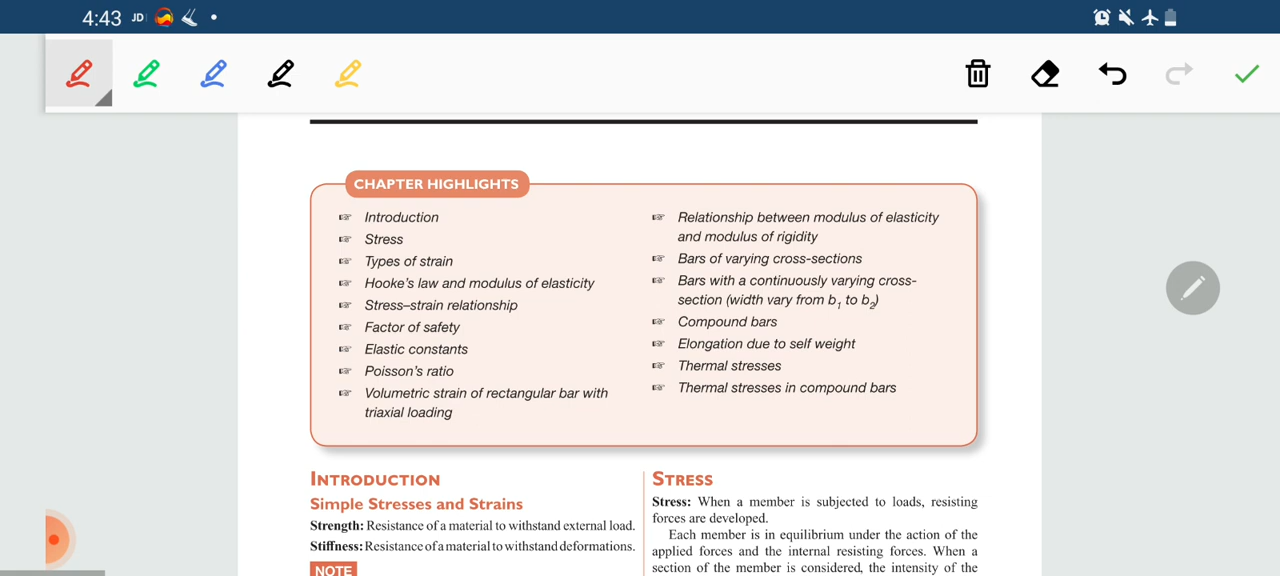 4:43 JD
CHAPTER HIGHLIGHTS
Introduction
Stress
Types of strain
Hooke's law and modulus of elasticity
Stress–strain relationship
Factor of safety
Elastic constants
Poisson's ratio
Volumetric strain of rectangular bar with
triaxial loading
Relationship between modulus of elasticity
and modulus of rigidity
Bars of varying cross-sections
Bars with a continuously varying cross-
section (width vary from b₁ to b₂)
Compound bars
Elongation due to self weight
Thermal stresses
Thermal stresses in compound bars
INTRODUCTION
Simple Stresses and Strains
Strength: Resistance of a material to withstand external load.
Stiffness: Resistance of a material to withstand deformations.
NOTE
STRESS
Stress: When a member is subjected to loads, resisting
forces are developed.
Each member is in equilibrium under the action of the
applied forces and the internal resisting forces. When a
section of the member is considered, the intensity of the